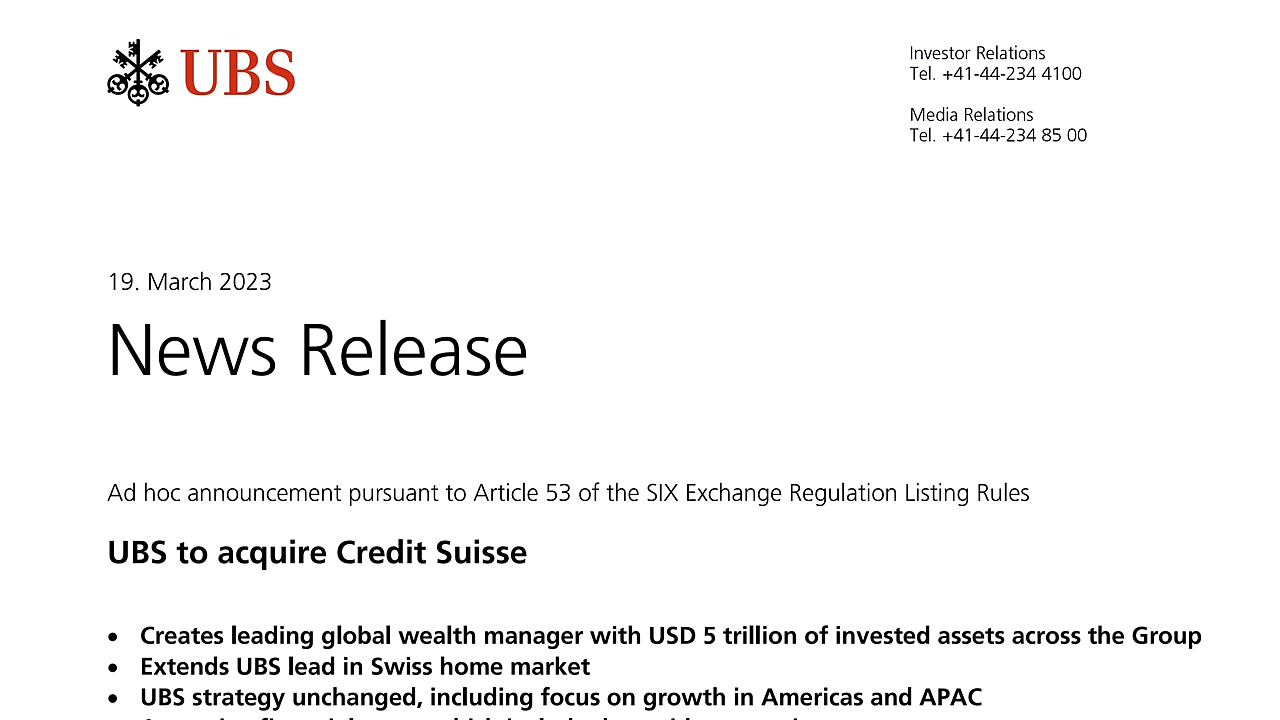 UBS
Investor Relations
Tel. +41-44-234 4100
Media Relations
Tel. +41-44-234 85 00
19. March 2023
News Release
Ad hoc announcement pursuant to Article 53 of the SIX Exchange Regulation Listing Rules
UBS to acquire Credit Suisse
• Creates leading global wealth manager with USD 5 trillion of invested assets across the Group
• Extends UBS lead in Swiss home market
• UBS strategy unchanged, including focus on growth in Americas and APAC